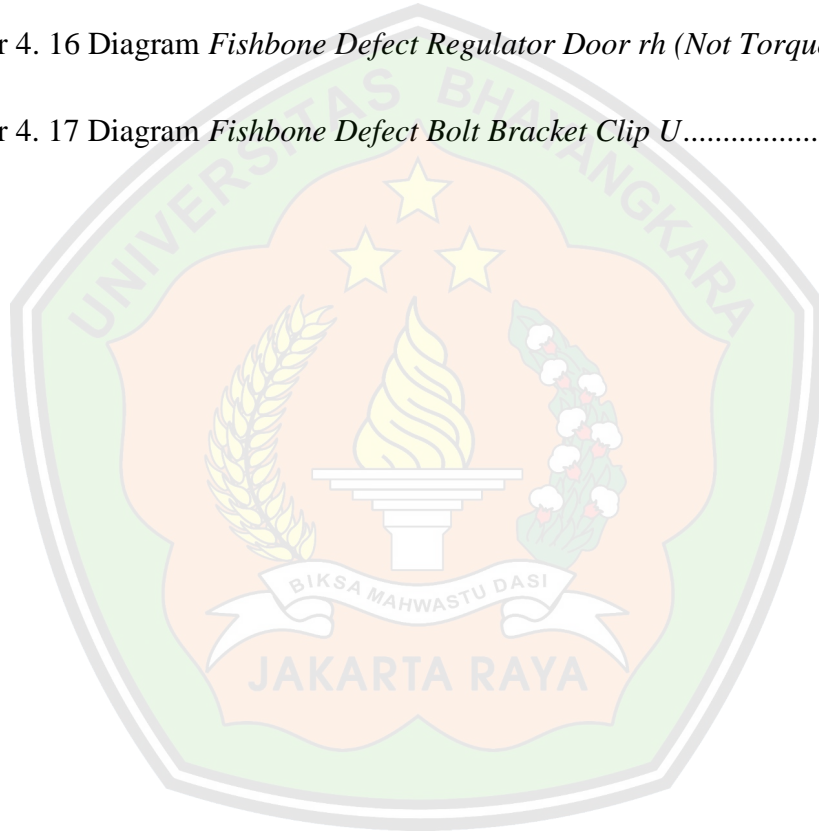 r 4. 16 Diagram Fishbone Defect Regulator Door rh (Not Torque
r 4. 17 Diagram Fishbone Defect Bolt Bracket Clip U.................
UNIVERSITAS BHAYANGKARA
BIKSA MAHWASTU DASI
JAKARTA RAYA